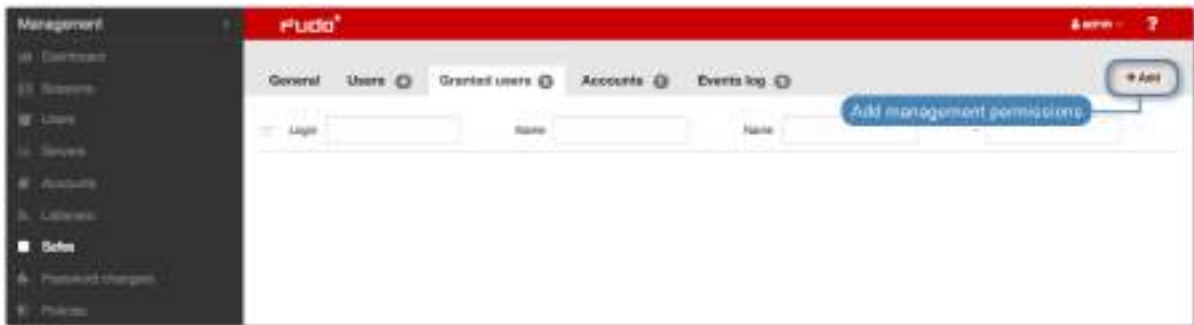 Management
Fudo
admin
?
Dashboard
Sessions
Users
Servers
Accounts
Listeners
Safes
Password changers
Policies
General
Users
Granted users
Accounts
Events log
+ Add
Add management permissions
Login
Name
Name